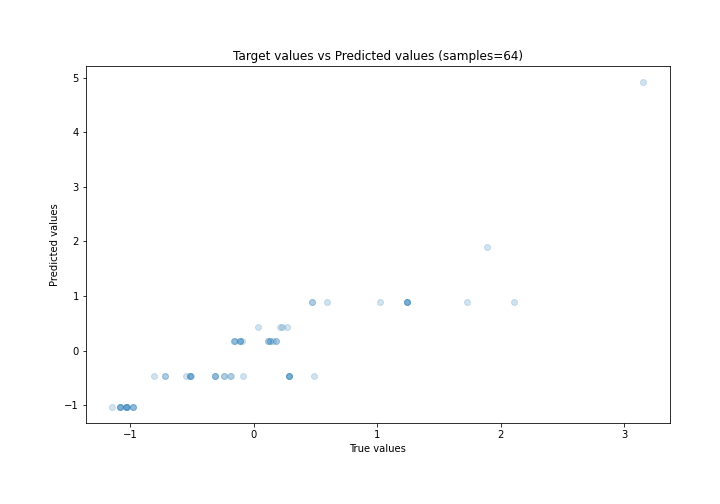 Target values vs Predicted values (samples=64)
5
4
3
2
1
0
−1
Predicted values
−1 0 1 2 3
True values